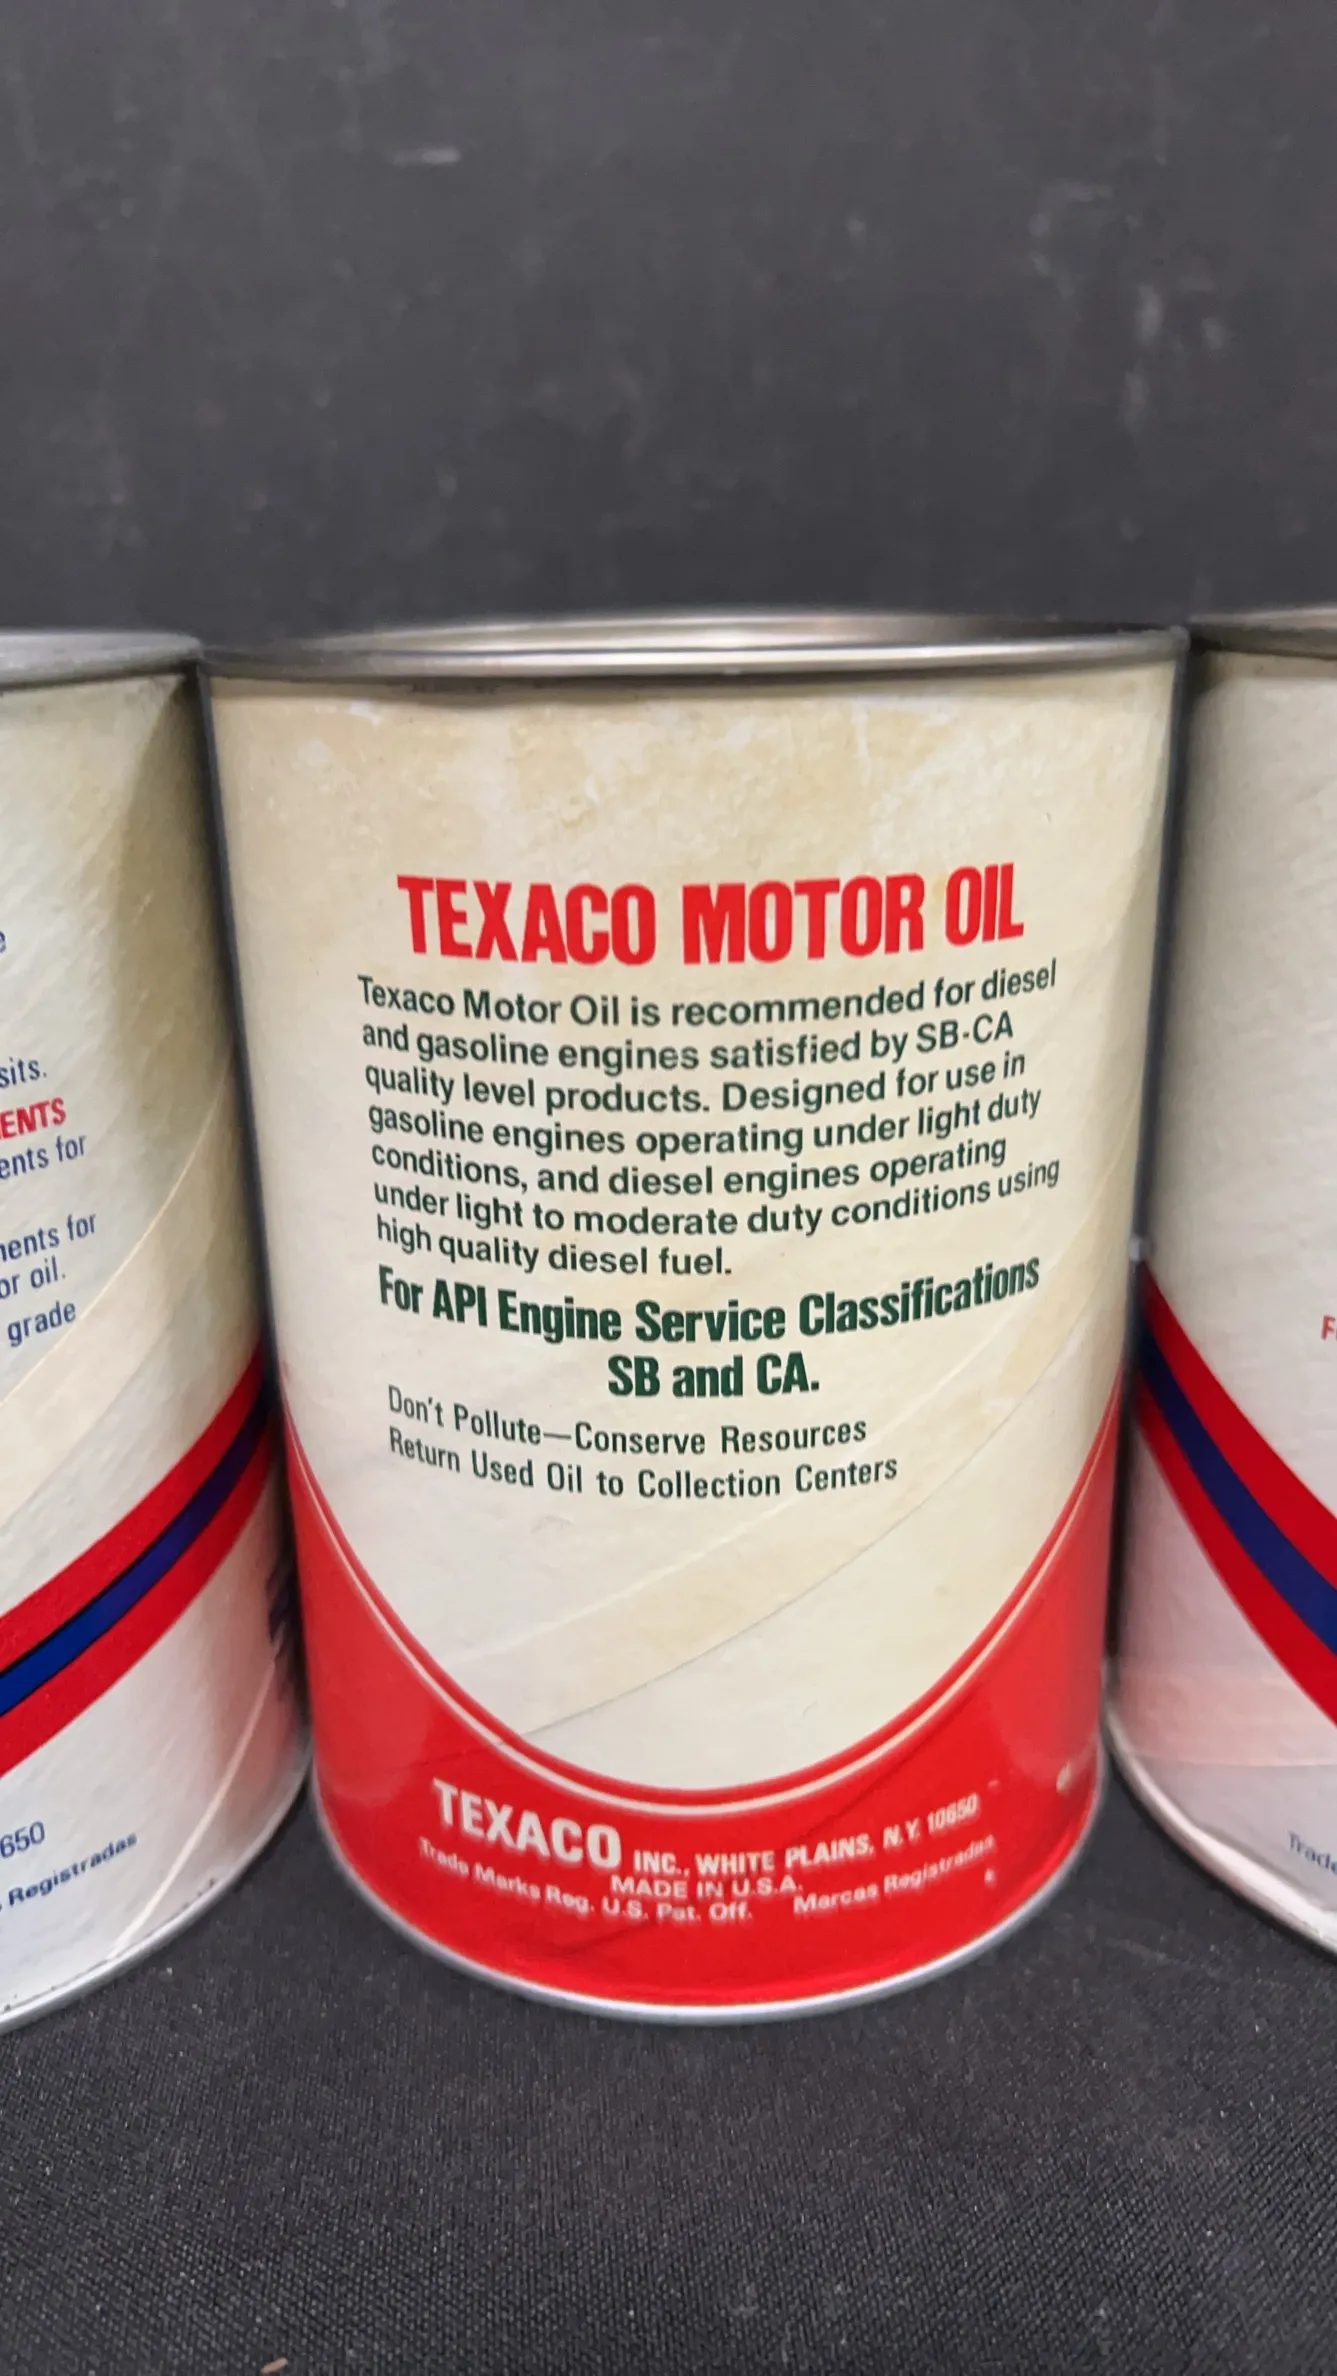 TEXACO MOTOR OIL
Texaco Motor Oil is recommended for diesel
and gasoline engines satisfied by SB-CA
quality level products. Designed for use in
gasoline engines operating under light duty
conditions, and diesel engines operating
under light to moderate duty conditions using
high quality diesel fuel.
For API Engine Service Classifications
SB and CA.
Don't Pollute—Conserve Resources
Return Used Oil to Collection Centers
TEXACO INC., WHITE PLAINS, N.Y. 10650
MADE IN U.S.A.
Trade Marks Reg. U.S. Pat. Off. Marcas Registradas
sits.
ENTS
ents for
ments for
or oil.
grade
650
Registradas
Trade